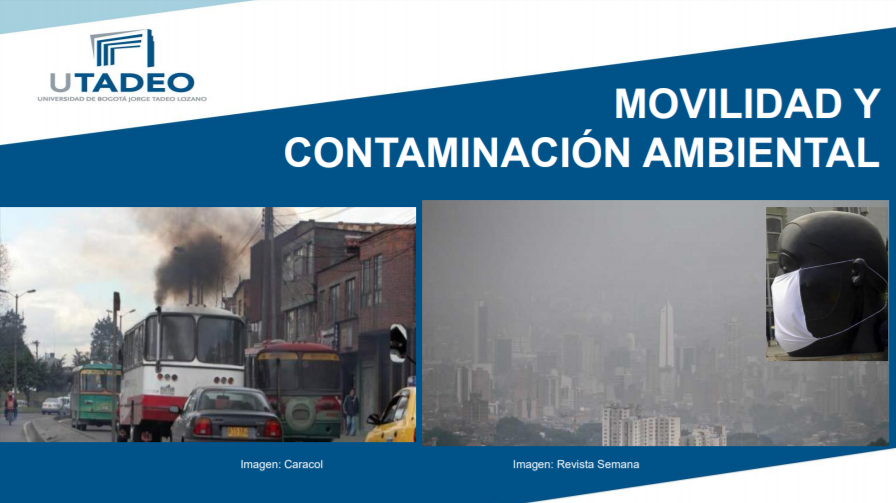 UTADEO
UNIVERSIDAD DE BOGOTÁ JORGE TADEO LOZANO
MOVILIDAD Y
CONTAMINACIÓN AMBIENTAL
Imagen: Caracol
Imagen: Revista Semana